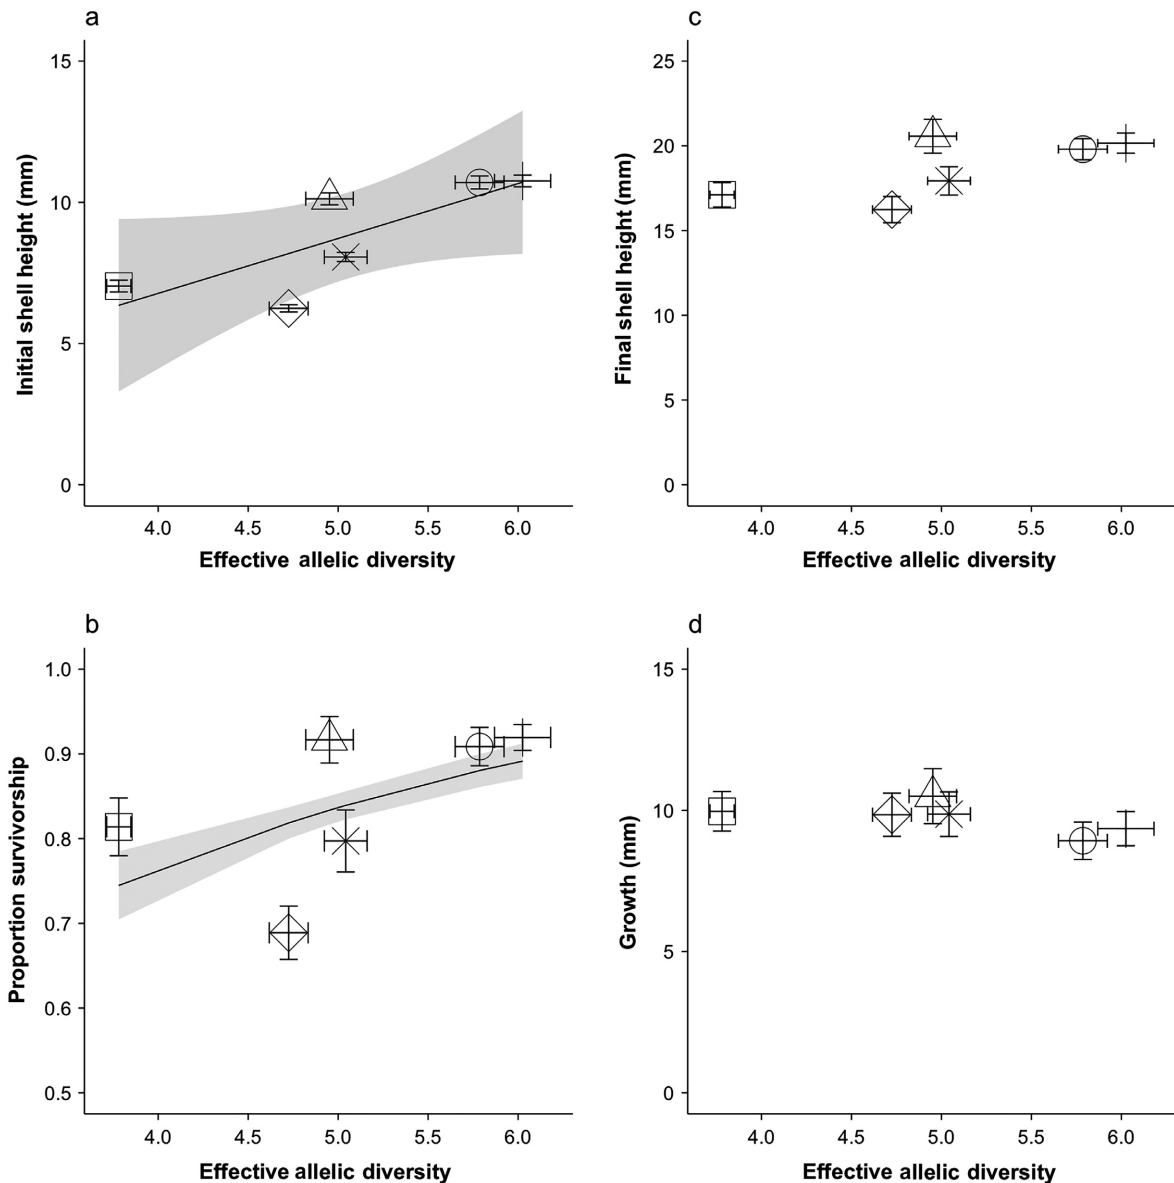 a
15
10
5
0
Initial shell height (mm)
4.0 4.5 5.0 5.5 6.0
Effective allelic diversity
c
25
20
15
10
5
0
Final shell height (mm)
4.0 4.5 5.0 5.5 6.0
Effective allelic diversity
b
1.0
0.9
0.8
0.7
0.6
0.5
Proportion survivorship
4.0 4.5 5.0 5.5 6.0
Effective allelic diversity
d
15
10
5
0
Growth (mm)
4.0 4.5 5.0 5.5 6.0
Effective allelic diversity